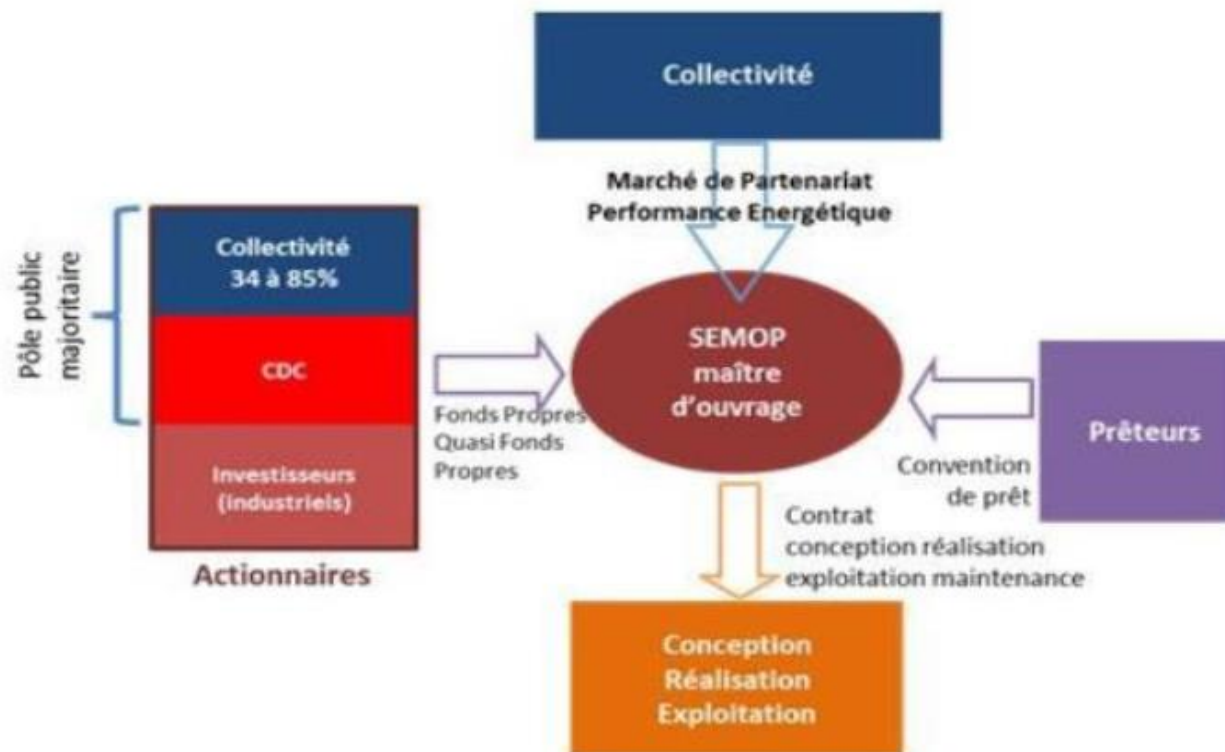 Collectivité
Marché de Partenariat
Performance Energétique
Pôle public
majoritaire
Collectivité
34 à 85%
CDC
Investisseurs
(industriels)
Actionnaires
Fonds Propres
Quasi Fonds
Propres
SEMOP
maître
d'ouvrage
Prêteurs
Convention
de prêt
Contrat
conception réalisation
exploitation maintenance
Conception
Réalisation
Exploitation